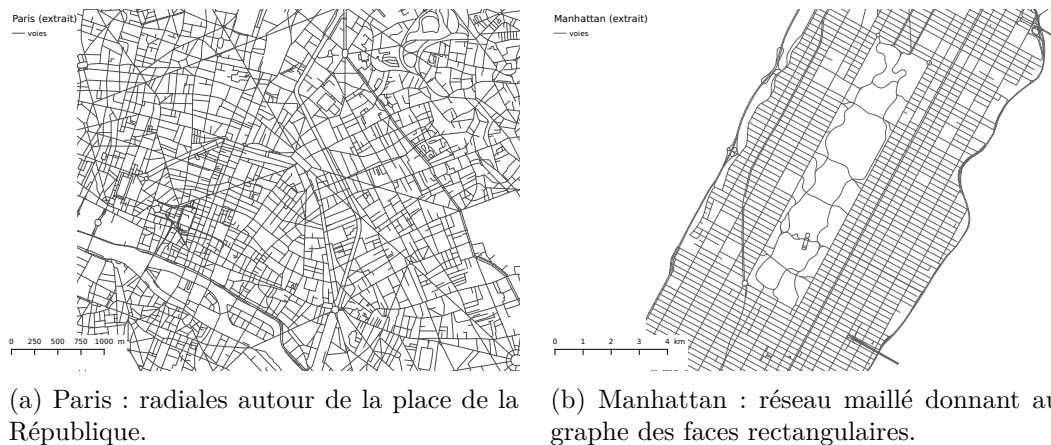 Paris (extrait)
voies
0 250 500 750 1000 m
(a) Paris : radiales autour de la place de la
République.
Manhattan (extrait)
voies
0 1 2 3 4 km
(b) Manhattan : réseau maillé donnant au
graphe des faces rectangulaires.